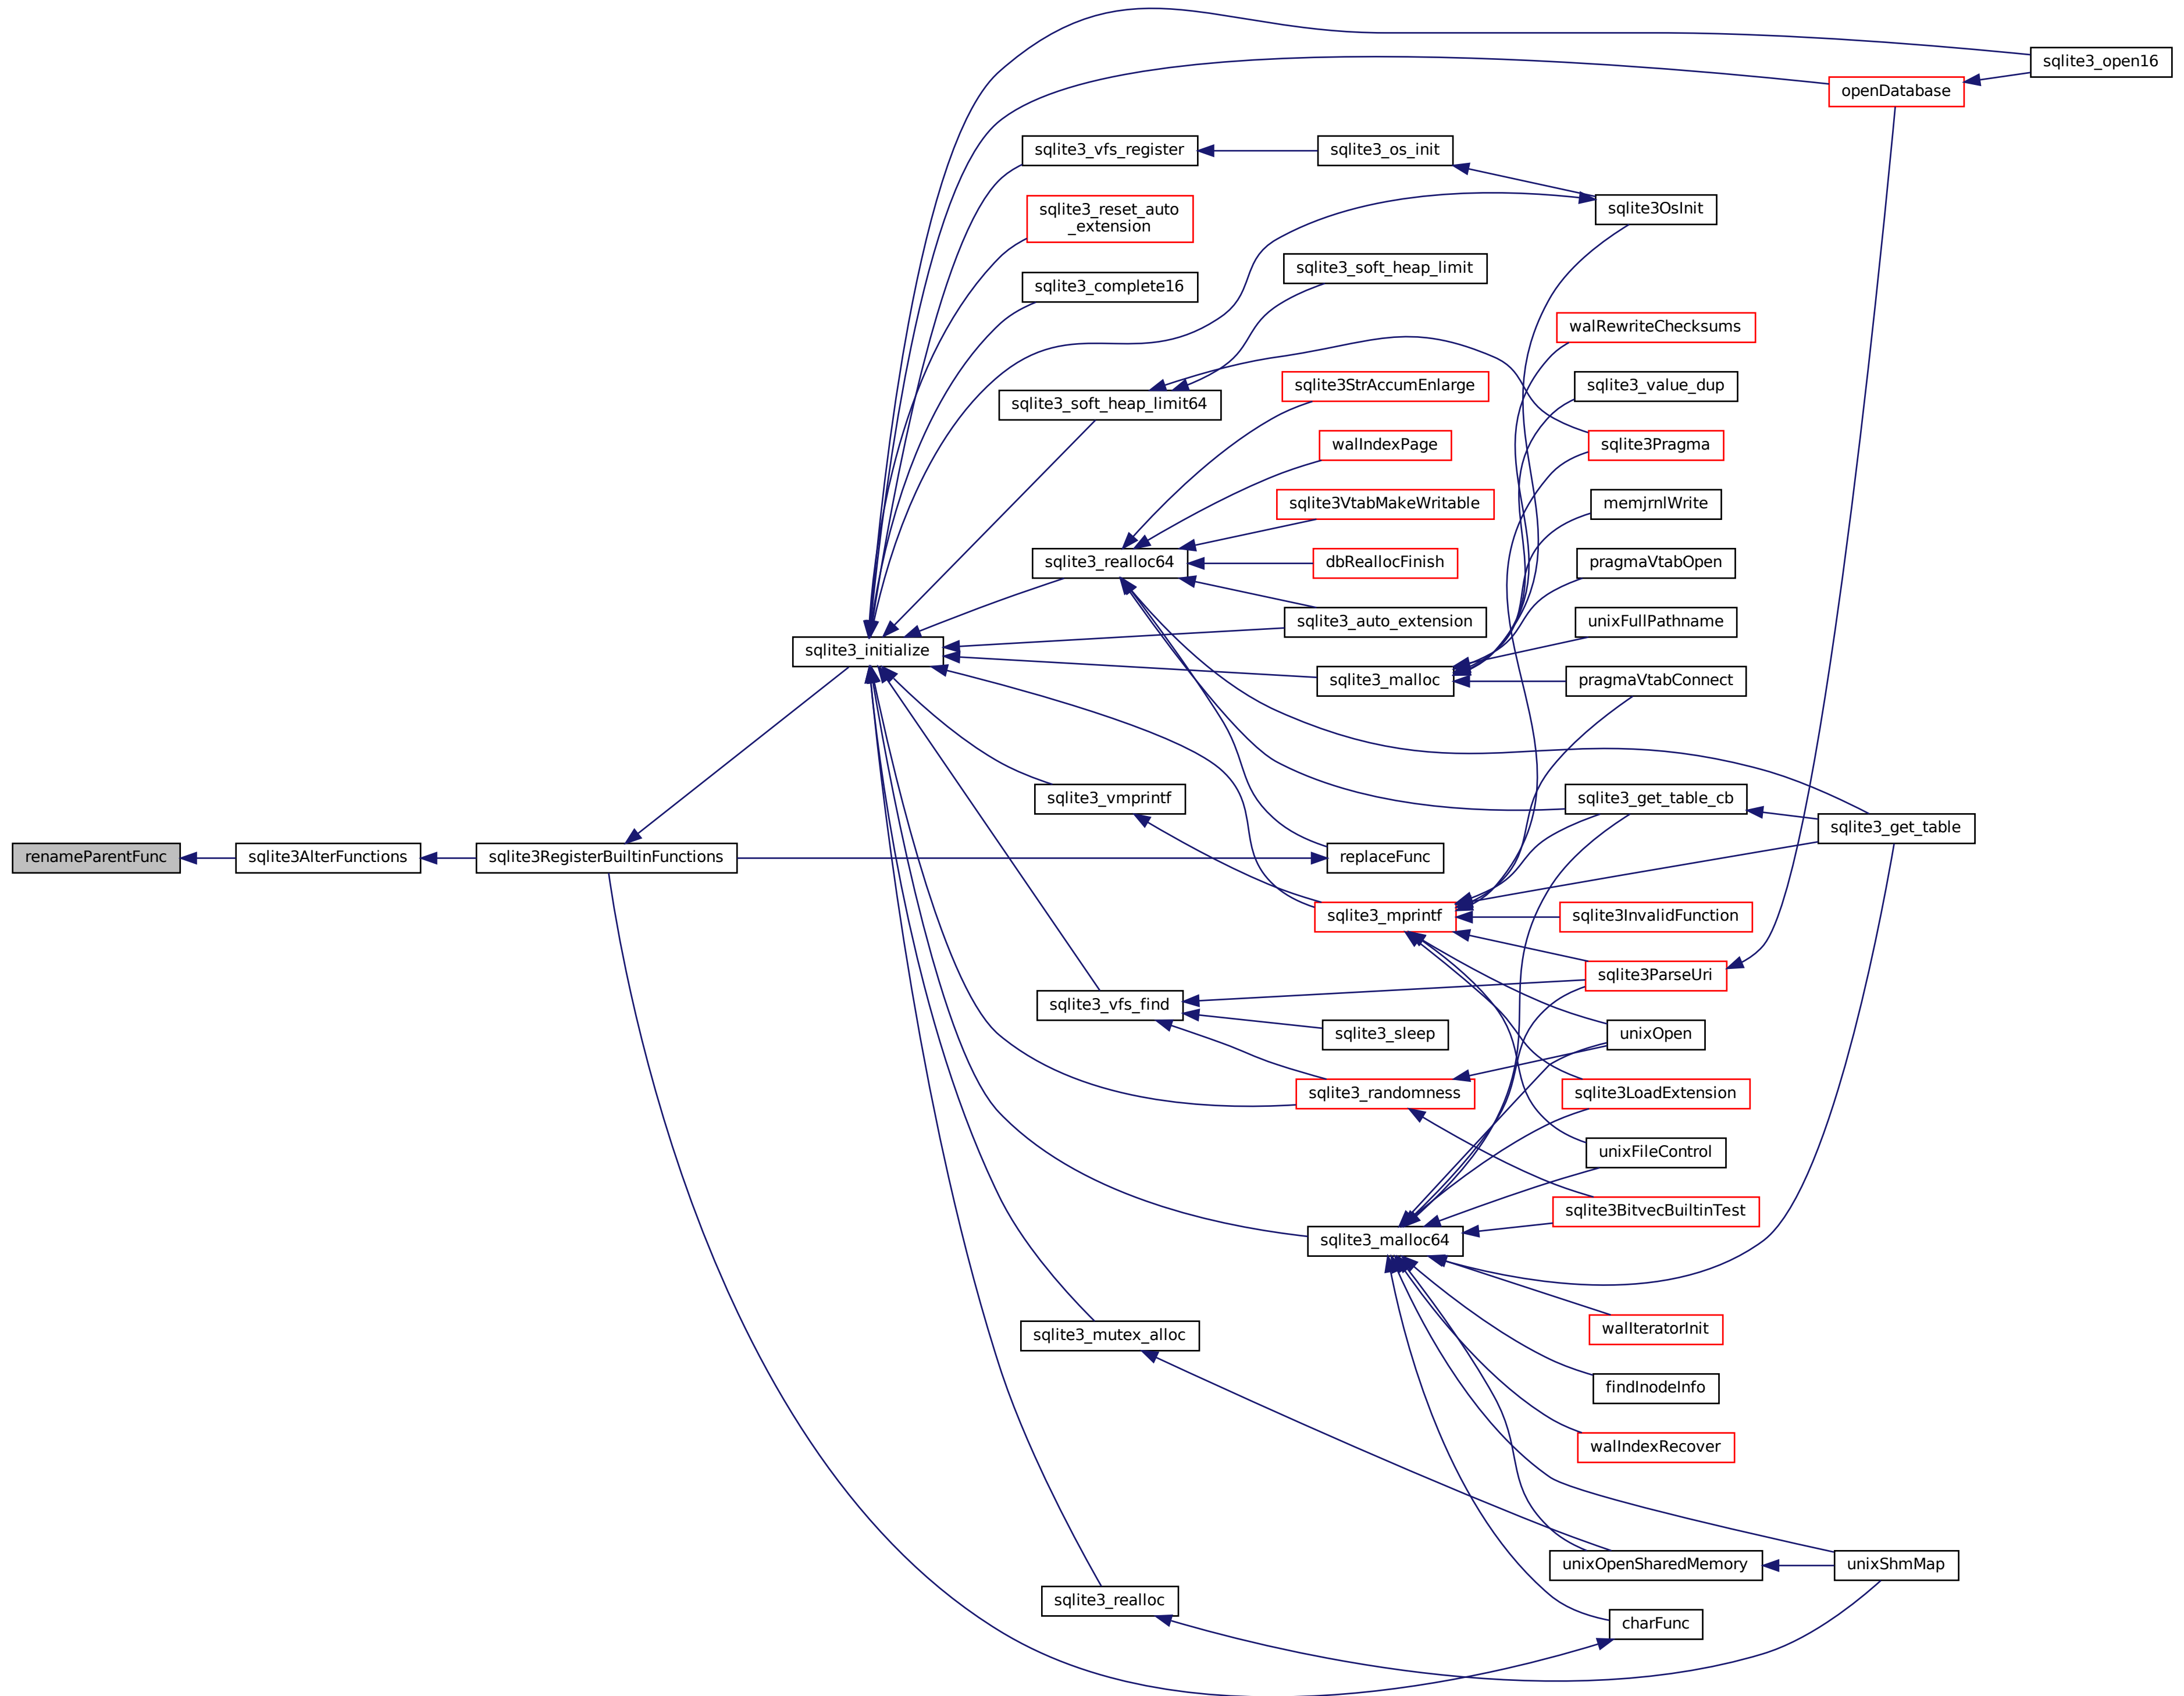 sqlite3_open16
openDatabase
sqlite3_vfs_register
sqlite3_os_init
sqlite3_reset_auto
_extension
sqlite3OsInit
sqlite3_soft_heap_limit
sqlite3_complete16
walRewriteChecksums
sqlite3StrAccumEnlarge
sqlite3_value_dup
sqlite3_soft_heap_limit64
walIndexPage
sqlite3Pragma
sqlite3VtabMakeWritable
memjrnlWrite
sqlite3_realloc64
dbReallocFinish
pragmaVtabOpen
sqlite3_auto_extension
unixFullPathname
sqlite3_initialize
sqlite3_malloc
pragmaVtabConnect
sqlite3_vmprintf
sqlite3_get_table_cb
sqlite3_get_table
renameParentFunc
sqlite3AlterFunctions
sqlite3RegisterBuiltinFunctions
replaceFunc
sqlite3_mprintf
sqlite3InvalidFunction
sqlite3ParseUri
sqlite3_vfs_find
sqlite3_sleep
unixOpen
sqlite3_randomness
sqlite3LoadExtension
unixFileControl
sqlite3BitvecBuiltinTest
sqlite3_malloc64
sqlite3_mutex_alloc
walIteratorInit
findInodeInfo
walIndexRecover
unixOpenSharedMemory
unixShmMap
sqlite3_realloc
charFunc